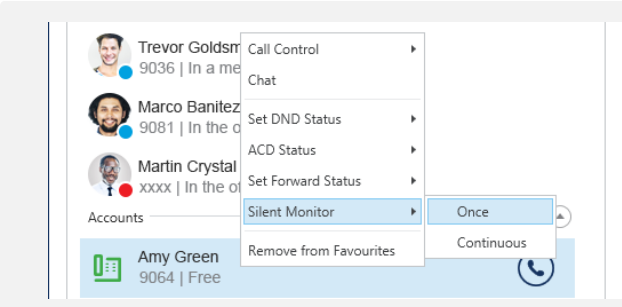 Trevor Goldsm
9036 | In a me
Marco Banitez
9081 | In the o
Martin Crystal
xxxx | In the of
Accounts
Amy Green
9064 | Free
Call Control
Chat
Set DND Status
ACD Status
Set Forward Status
Silent Monitor
Remove from Favourites
Once
Continuous